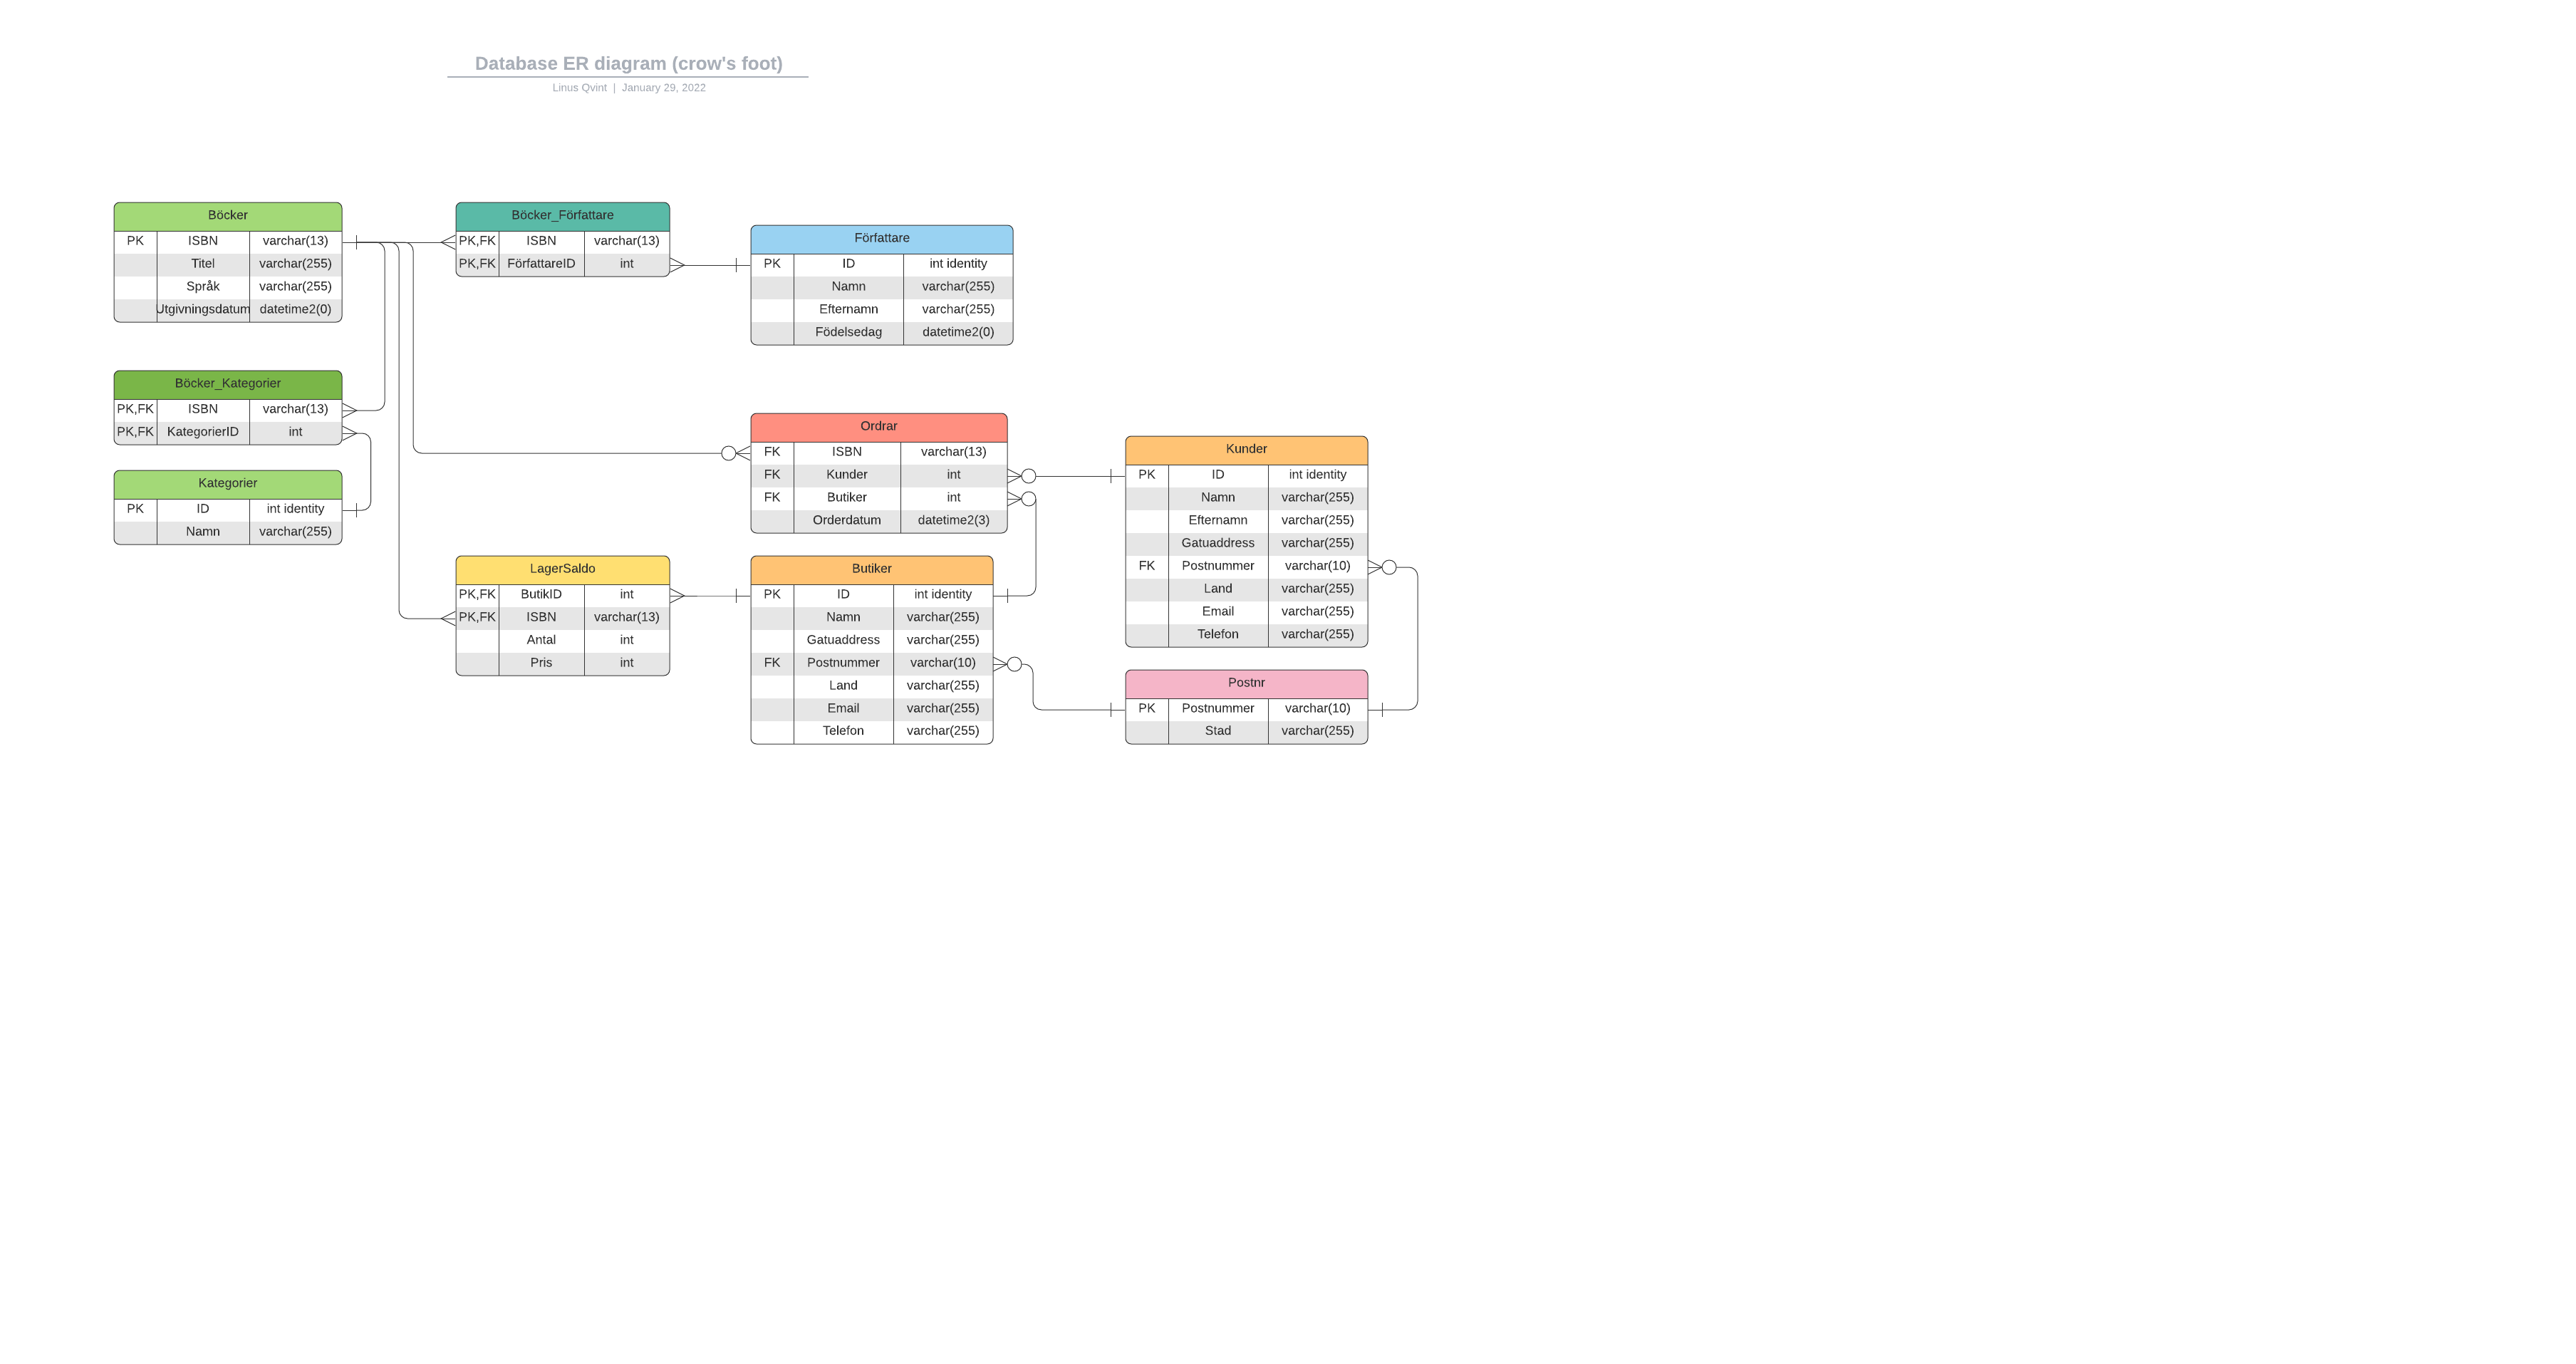 Database ER diagram (crow's foot)
Linus Qvint | January 29, 2022
Böcker
PK ISBN varchar(13)
Titel varchar(255)
Språk varchar(255)
Utgivningsdatum datetime2(0)
Böcker_Författare
PK,FK ISBN varchar(13)
PK,FK FörfattareID int
Författare
PK ID int identity
Namn varchar(255)
Efternamn varchar(255)
Födelsedag datetime2(0)
Böcker_Kategorier
PK,FK ISBN varchar(13)
PK,FK KategorierID int
Kategorier
PK ID int identity
Namn varchar(255)
Ordrar
FK ISBN varchar(13)
FK Kunder int
FK Butiker int
Orderdatum datetime2(3)
Kunder
PK ID int identity
Namn varchar(255)
Efternamn varchar(255)
Gatuaddress varchar(255)
FK Postnummer varchar(10)
Land varchar(255)
Email varchar(255)
Telefon varchar(255)
LagerSaldo
PK,FK ButikID int
PK,FK ISBN varchar(13)
Antal int
Pris int
Butiker
PK ID int identity
Namn varchar(255)
Gatuaddress varchar(255)
FK Postnummer varchar(10)
Land varchar(255)
Email varchar(255)
Telefon varchar(255)
Postnr
PK Postnummer varchar(10)
Stad varchar(255)